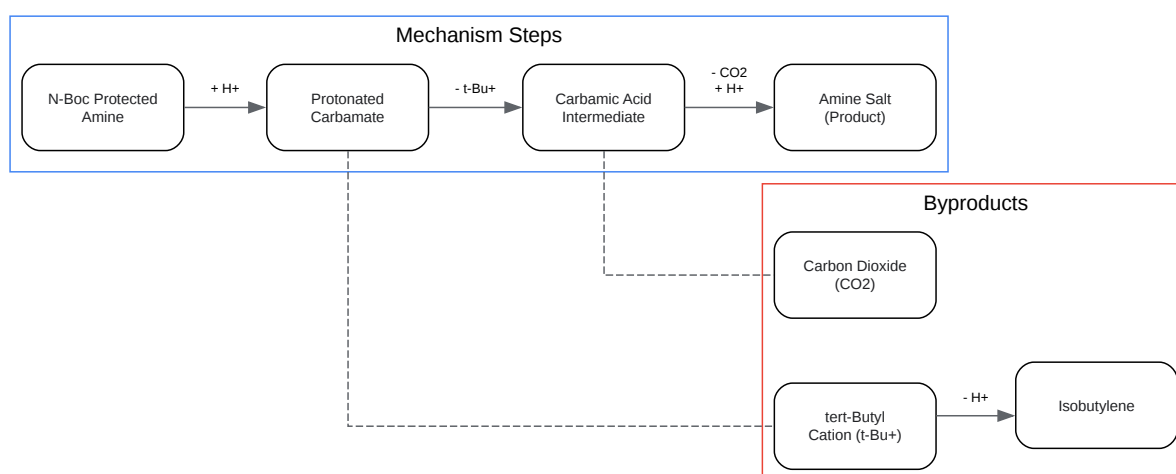 Mechanism Steps
N-Boc Protected
Amine
+ H+
Protonated
Carbamate
- t-Bu+
Carbamic Acid
Intermediate
- CO2
+ H+
Amine Salt
(Product)
Byproducts
Carbon Dioxide
(CO2)
tert-Butyl
Cation (t-Bu+)
- H+
Isobutylene